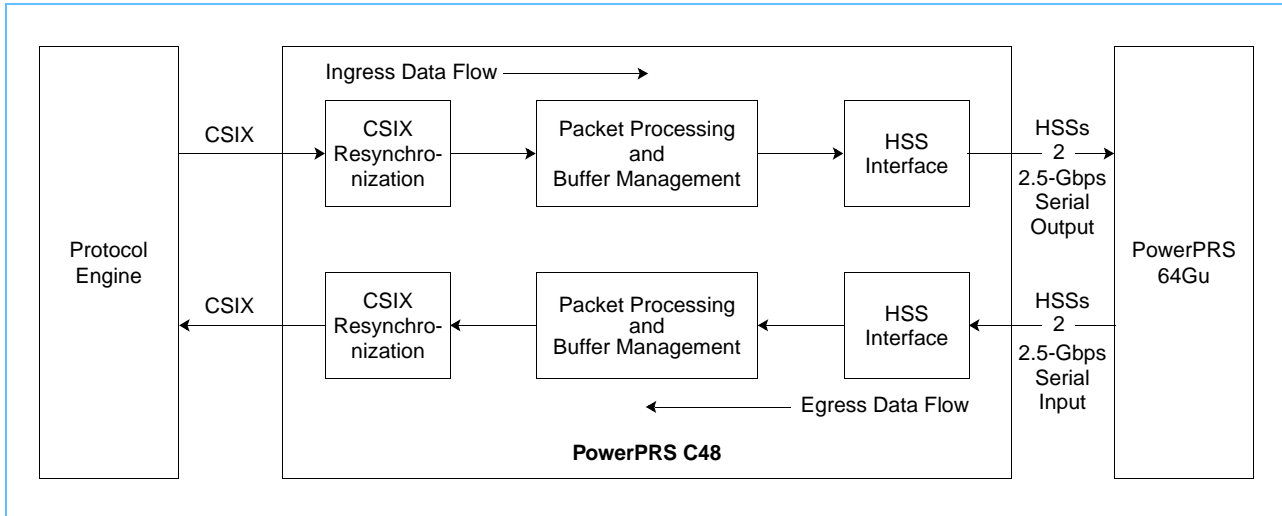 Ingress Data Flow
CSIX
CSIX
Resynchro-
nization
Packet Processing
and
Buffer Management
HSS
Interface
HSSs
2
2.5-Gbps
Serial
Output
Protocol
Engine
PowerPRS
64Gu
CSIX
CSIX
Resynchro-
nization
Packet Processing
and
Buffer Management
HSS
Interface
HSSs
2
2.5-Gbps
Serial
Input
Egress Data Flow
PowerPRS C48